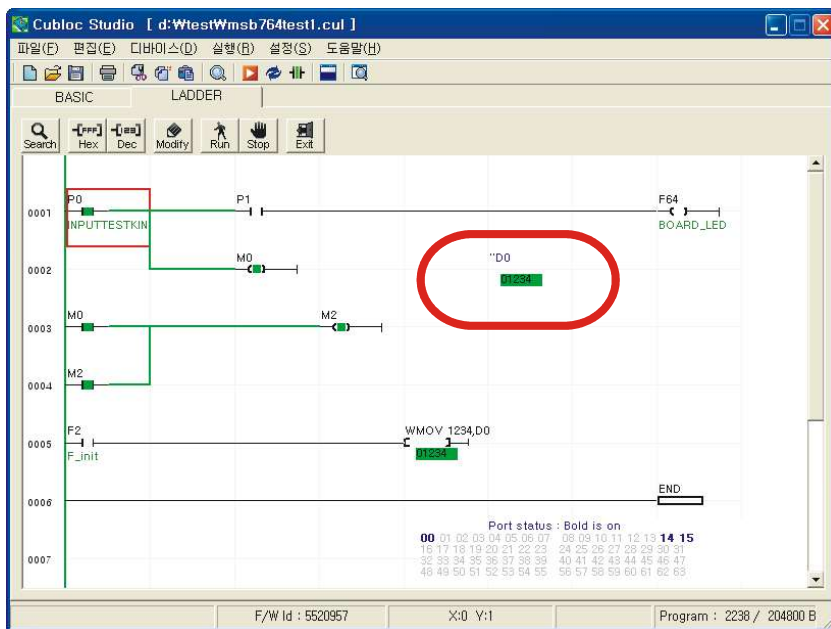 Cubloc Studio [ d:₩test₩msb764test1.cul ]
파일(F) 편집(E) 디바이스(D) 실행(R) 설정(S) 도움말(H)
BASIC LADDER
Search Hex Dec Modify Run Stop Exit
P0 P1 F64
0001
INPUTTESTKIN BOARD_LED
M0 "D0
0002 01234
M0 M2
0003
M2
0004
F2 WMOV 1234,D0
0005
F_init 01234
END
0006
Port status : Bold is on
00 01 02 03 04 05 06 07 08 09 10 11 12 13 14 15
16 17 18 19 20 21 22 23 24 25 26 27 28 29 30 31
0007 32 33 34 35 36 37 38 39 40 41 42 43 44 45 46 47
48 49 50 51 52 53 54 55 56 57 58 59 60 61 62 63
F/W Id : 5520957 X:0 Y:1 Program : 2238 / 204800 B